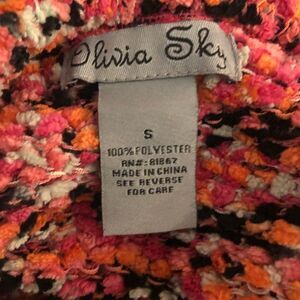 Olivia Sky
S
100% POLYESTER
RN#: 81867
MADE IN CHINA
SEE REVERSE
FOR CARE